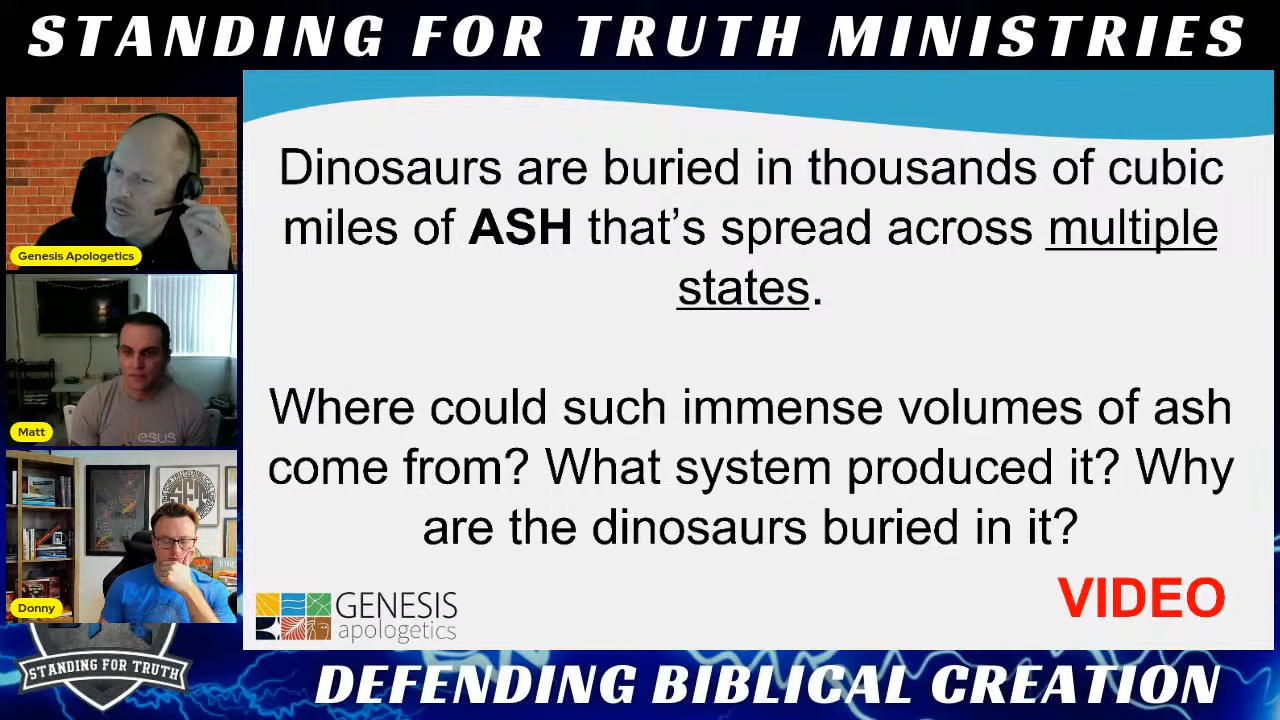 STANDING FOR TRUTH MINISTRIES
Genesis Apologetics
Matt
esus
Donny
Dinosaurs are buried in thousands of cubic
miles of ASH that's spread across multiple
states.
Where could such immense volumes of ash
come from? What system produced it? Why
are the dinosaurs buried in it?
VIDEO
GENESIS
apologetics
STANDING FOR TRUTH
DEFENDING BIBLICAL CREATION